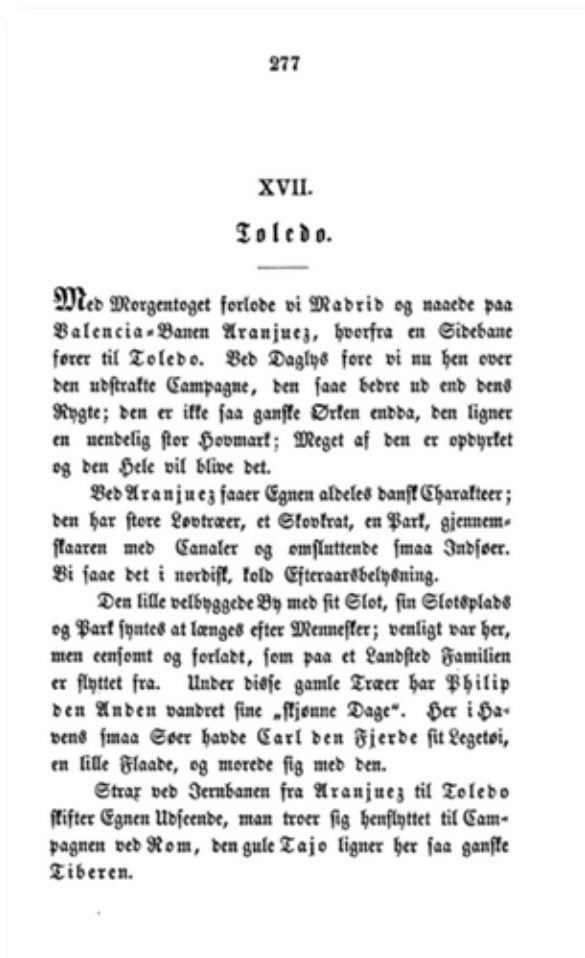 277
XVII.
Toledo.
Med Morgentoget forlode vi Madrid og naaede paa
Valencia-Banen Aranjuez, hvorfra en Sidebane
fører til Toledo. Ved Daglys fore vi nu hen over
den udstrakte Campagne, den saae bedre ud end dens
Rygte; den er ikke saa ganske Ørken endda, den ligner
en uendelig stor Hovmark; Meget af den er opdyrket
og den Hele vil blive det.
Ved Aranjuez faaer Egnen aldeles dansk Charakteer;
den har store Løvtræer, et Skovkrat, en Park, gjennem-
skaaren med Canaler og omsluttende smaa Indsøer.
Vi saae det i nordisk, kold Efteraarsbelysning.
Den lille velbyggede By med sit Slot, sin Slotsplads
og Park syntes at længes efter Mennesker; venligt var her,
men eensomt og forladt, som paa et Landsted Familien
er flyttet fra. Under disse gamle Træer har Philip
den Anden vandret sine „skjønne Dage“. Her i Ha-
vens smaa Søer havde Carl den Fjerde sit Legetøi,
en lille Flaade, og morede sig med den.
Strax ved Jernbanen fra Aranjuez til Toledo
skifter Egnen Udseende, man troer sig henflyttet til Cam-
pagnen ved Rom, den gule Tajo ligner her saa ganske
Tiberen.